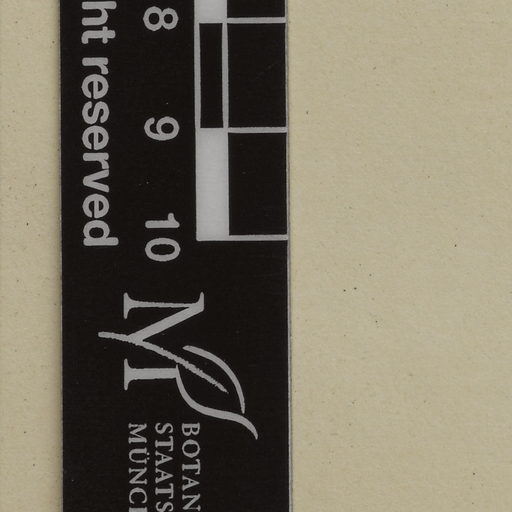 ht reserved
8 9 10
M
BOTAN
STAATS
MÜNC